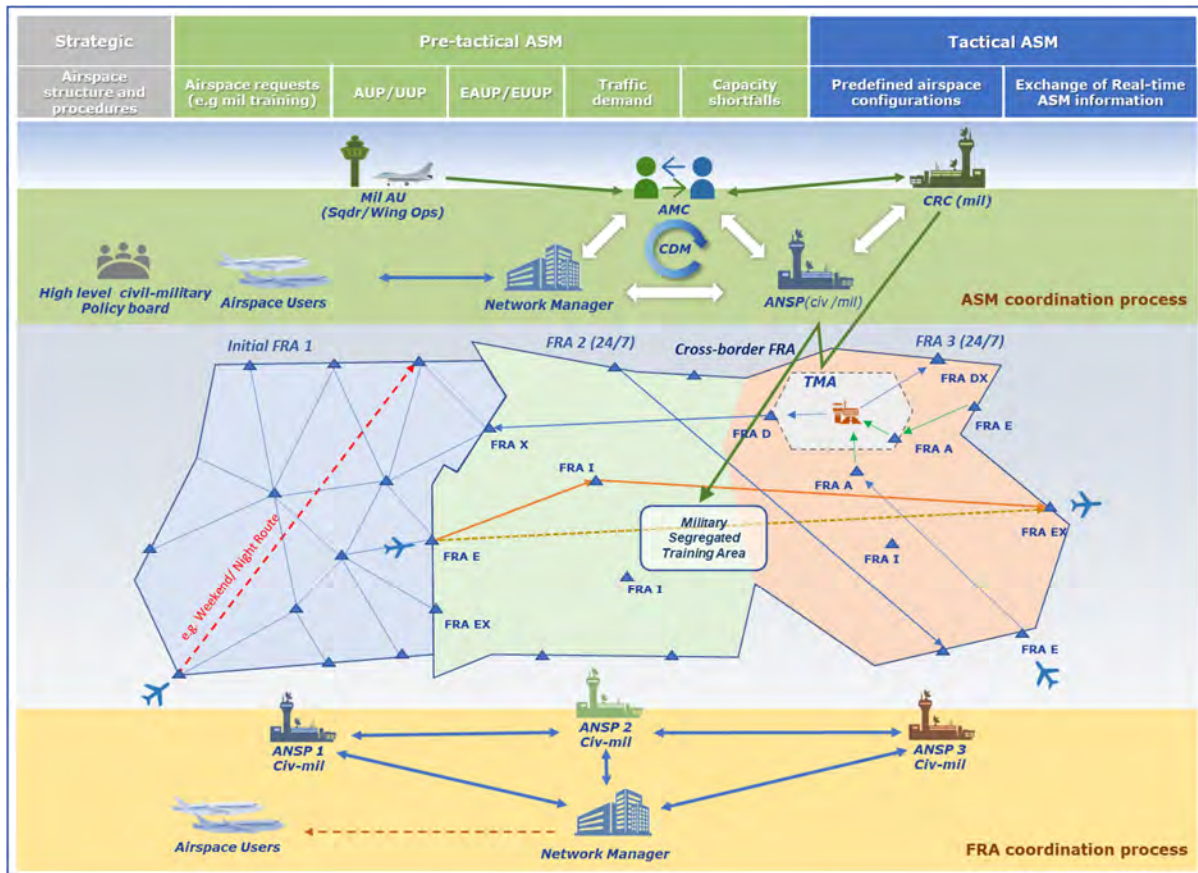 Strategic
Pre-tactical ASM
Tactical ASM
Airspace
structure and
procedures
Airspace requests
(e.g mil training)
AUP/UUP
EAUP/EUUP
Traffic
demand
Capacity
shortfalls
Predefined airspace
configurations
Exchange of Real-time
ASM information
Mil AU
(Sqdr/Wing Ops)
AMC
CRC (mil)
CDM
High level civil-military
Policy board
Airspace Users
Network Manager
ANSP(civ /mil)
ASM coordination process
Initial FRA 1
FRA 2 (24/7)
Cross-border FRA
FRA 3 (24/7)
TMA
FRA DX
FRA E
FRA D
FRA A
FRA X
FRA I
FRA A
e.g. Weekend/ Night Route
Military
Segregated
Training Area
FRA EX
FRA E
FRA I
FRA I
FRA EX
FRA E
ANSP 1
Civ-mil
ANSP 2
Civ-mil
ANSP 3
Civ-mil
Airspace Users
Network Manager
FRA coordination process